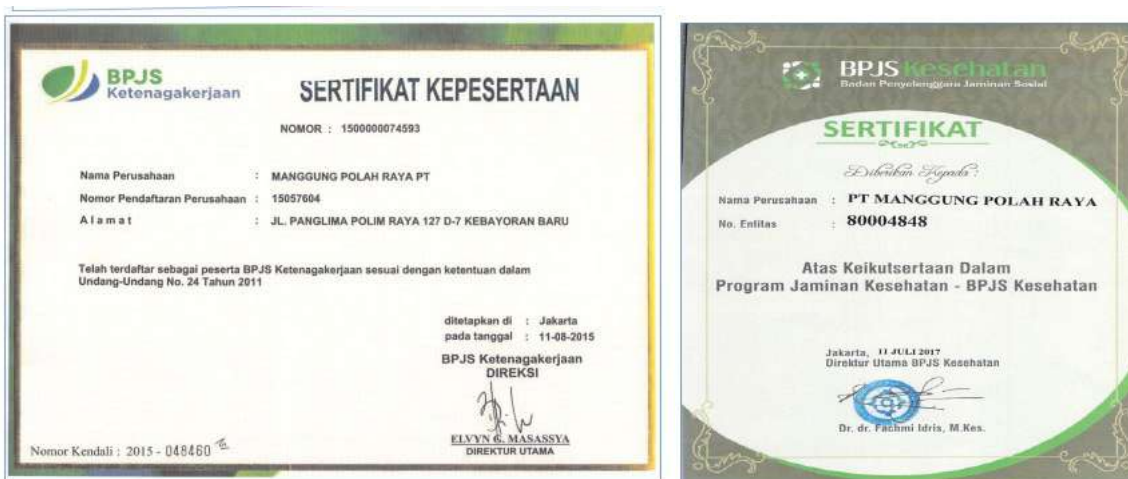 BPJS
Ketenagakerjaan
SERTIFIKAT KEPESERTAAN
NOMOR : 1500000074593
Nama Perusahaan : MANGGUNG POLAH RAYA PT
Nomor Pendaftaran Perusahaan : 15057604
Alamat : JL. PANGLIMA POLIM RAYA 127 D-7 KEBAYORAN BARU
Telah terdaftar sebagai peserta BPJS Ketenagakerjaan sesuai dengan ketentuan dalam
Undang-Undang No. 24 Tahun 2011
ditetapkan di : Jakarta
pada tanggal : 11-08-2015
BPJS Ketenagakerjaan
DIREKSI
ELVYN G. MASASSYA
DIREKTUR UTAMA
Nomor Kendali : 2015 - 048460
BPJS Kesehatan
Badan Penyelenggara Jaminan Sosial
SERTIFIKAT
Diberikan Kepada :
Nama Perusahaan : PT MANGGUNG POLAH RAYA
No. Entitas : 80004848
Atas Keikutsertaan Dalam
Program Jaminan Kesehatan - BPJS Kesehatan
Jakarta, 11 JULI 2017
Direktur Utama BPJS Kesehatan
Dr. dr. Fachmi Idris, M.Kes.